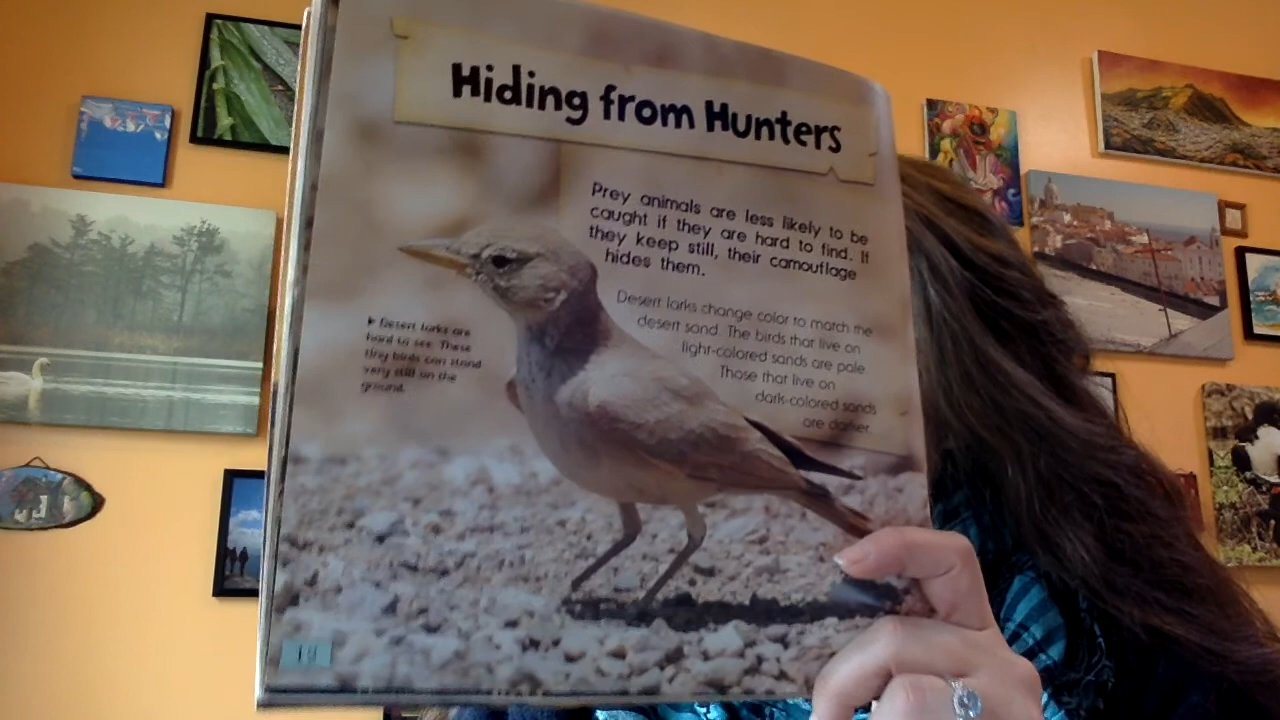 Hiding from Hunters
Prey animals are less likely to be
caught if they are hard to find. If
they keep still, their camouflage
hides them.
Desert larks change color to match the
desert sand. The birds that live on
light-colored sands are pale.
Those that live on
dark-colored sands
are darker.
▶ Desert larks are
hard to see. These
tiny birds can stand
very still on the
ground.